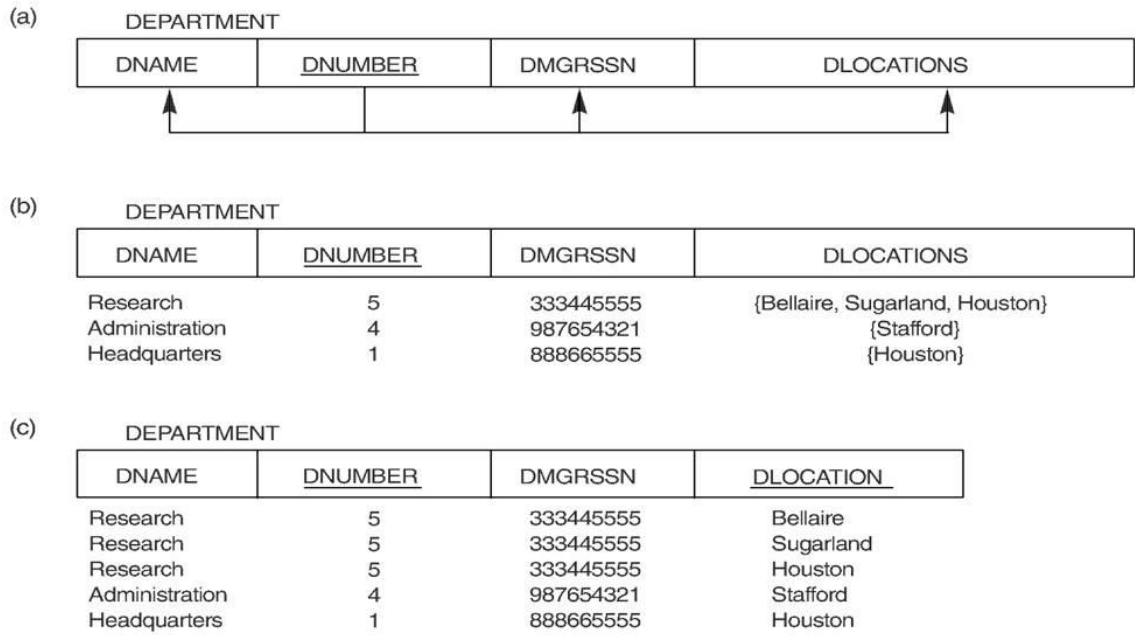 (a)
DEPARTMENT
DNAME DNUMBER DMGRSSN DLOCATIONS
(b)
DEPARTMENT
DNAME DNUMBER DMGRSSN DLOCATIONS
Research 5 333445555 {Bellaire, Sugarland, Houston}
Administration 4 987654321 {Stafford}
Headquarters 1 888665555 {Houston}
(c)
DEPARTMENT
DNAME DNUMBER DMGRSSN DLOCATION
Research 5 333445555 Bellaire
Research 5 333445555 Sugarland
Research 5 333445555 Houston
Administration 4 987654321 Stafford
Headquarters 1 888665555 Houston